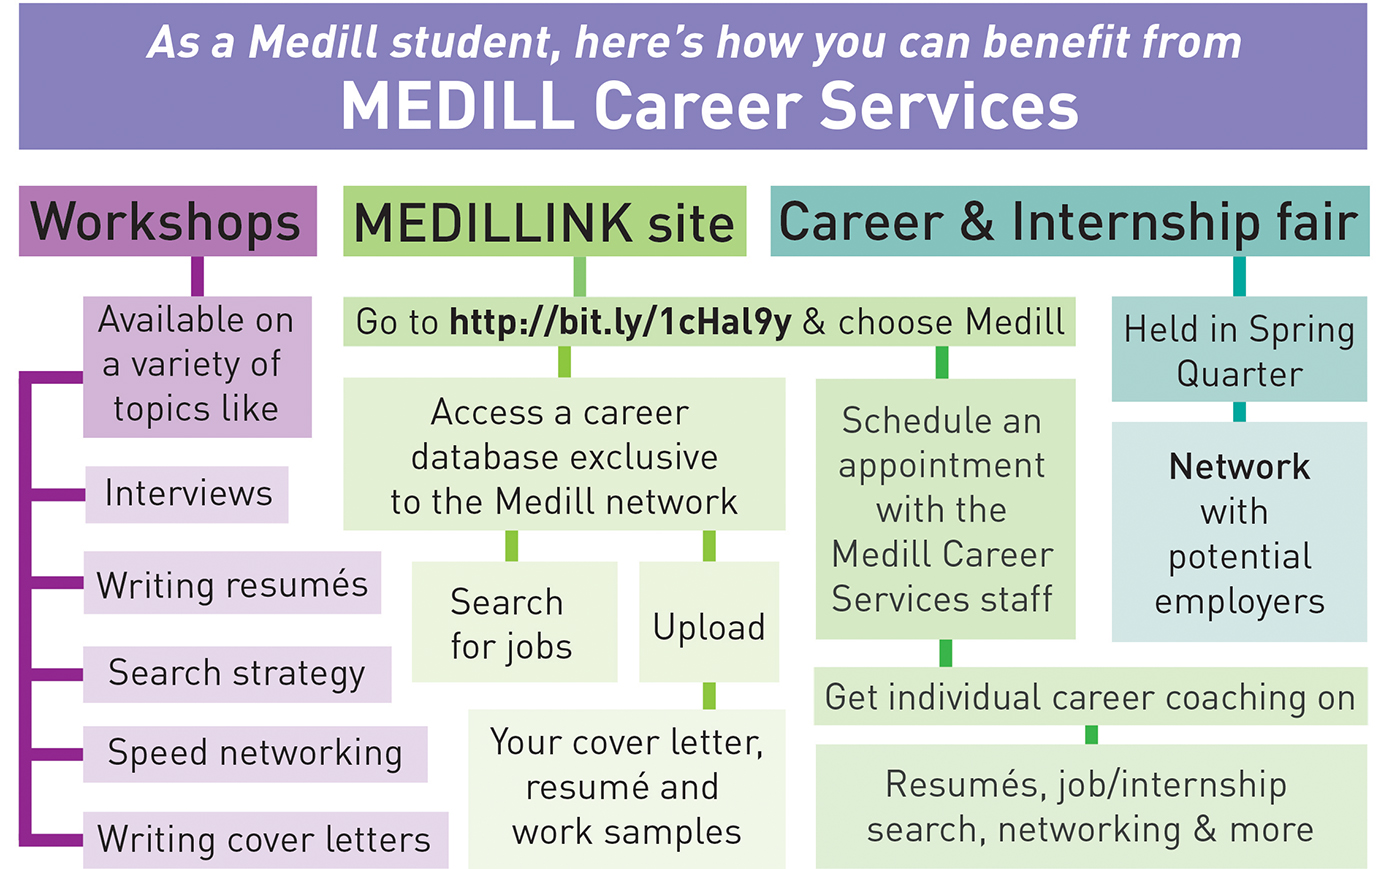 As a Medill student, here's how you can benefit from
MEDILL Career Services
Workshops
Available on
a variety of
topics like
Interviews
Writing resumés
Search strategy
Speed networking
Writing cover letters
MEDILLINK site
Go to http://bit.ly/1cHal9y & choose Medill
Access a career
database exclusive
to the Medill network
Search
for jobs
Upload
Your cover letter,
resumé and
work samples
Schedule an
appointment
with the
Medill Career
Services staff
Get individual career coaching on
Resumés, job/internship
search, networking & more
Career & Internship fair
Held in Spring
Quarter
Network
with
potential
employers